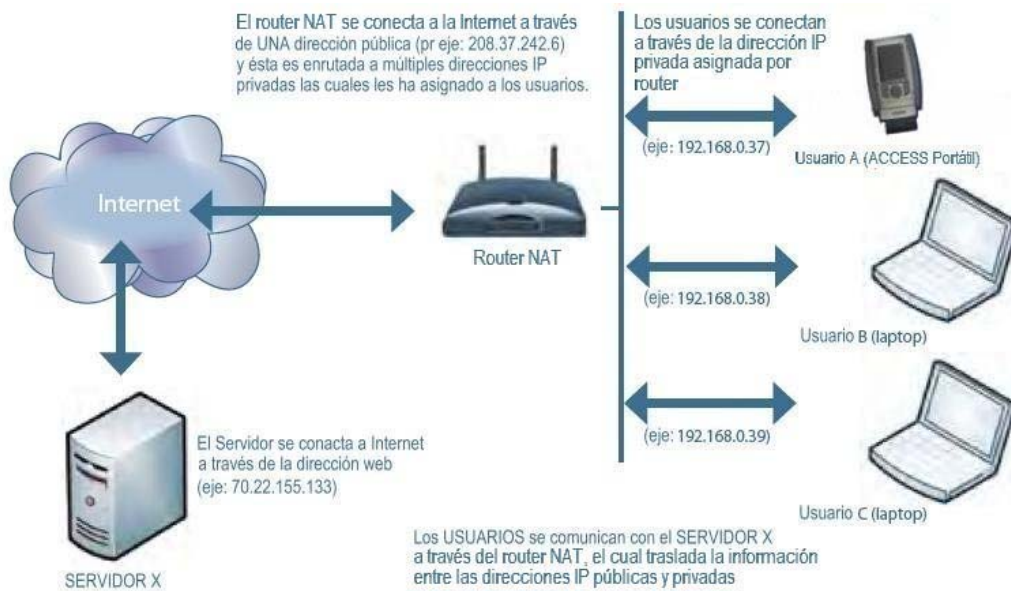 El router NAT se conecta a la Internet a través
de UNA dirección pública (pr eje: 208.37.242.6)
y ésta es enrutada a múltiples direcciones IP
privadas las cuales les ha asignado a los usuarios.
Los usuarios se conectan
a través de la dirección IP
privada asignada por
router
(eje: 192.168.0.37)
Usuario A (ACCESS Portátil)
Internet
Router NAT
(eje: 192.168.0.38)
Usuario B (laptop)
(eje: 192.168.0.39)
Usuario C (laptop)
El Servidor se conacta a Internet
a través de la dirección web
(eje: 70.22.155.133)
SERVIDOR X
Los USUARIOS se comunican con el SERVIDOR X
a través del router NAT, el cual traslada la información
entre las direcciones IP públicas y privadas